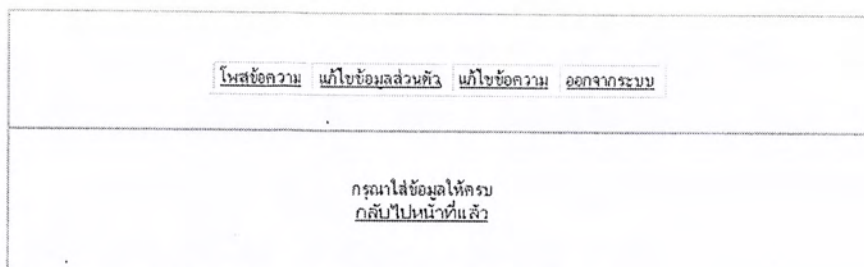 โพสข้อความ แก้ไขข้อมูลส่วนตัว แก้ไขข้อความ ออกจากระบบ
กรุณาใส่ข้อมูลให้ครบ
กลับไปหน้าที่แล้ว